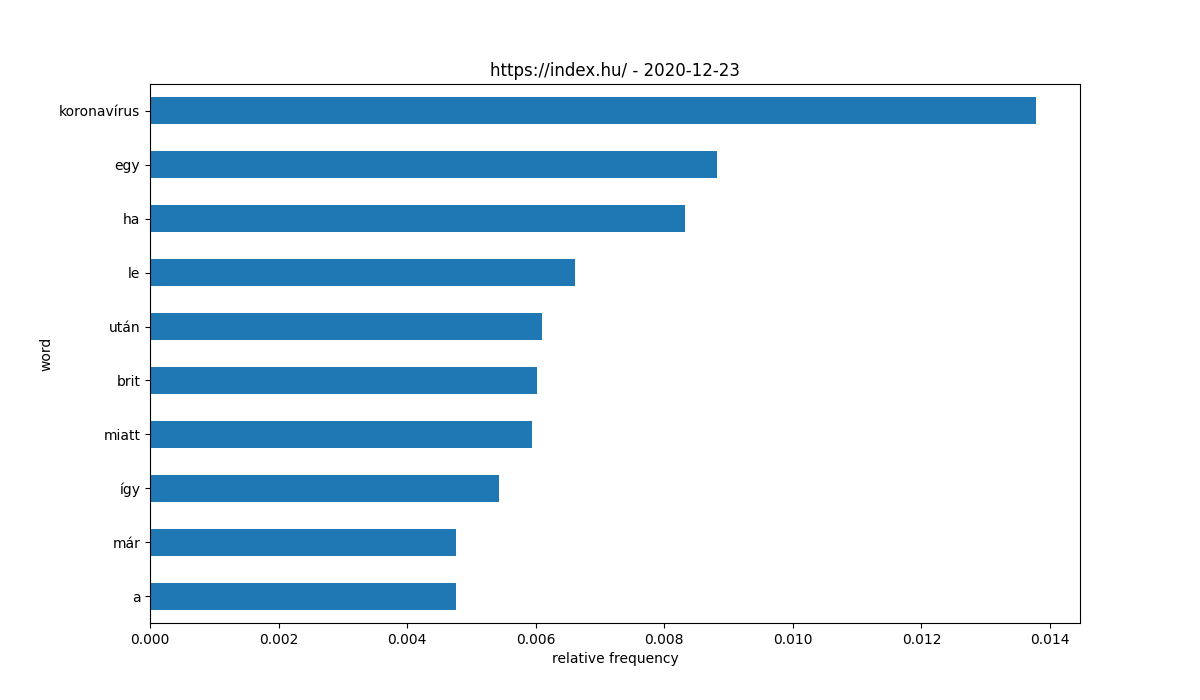 https://index.hu/ - 2020-12-23
koronavírus
egy
ha
le
után
brit
miatt
így
már
a
word
0.000 0.002 0.004 0.006 0.008 0.010 0.012 0.014
relative frequency